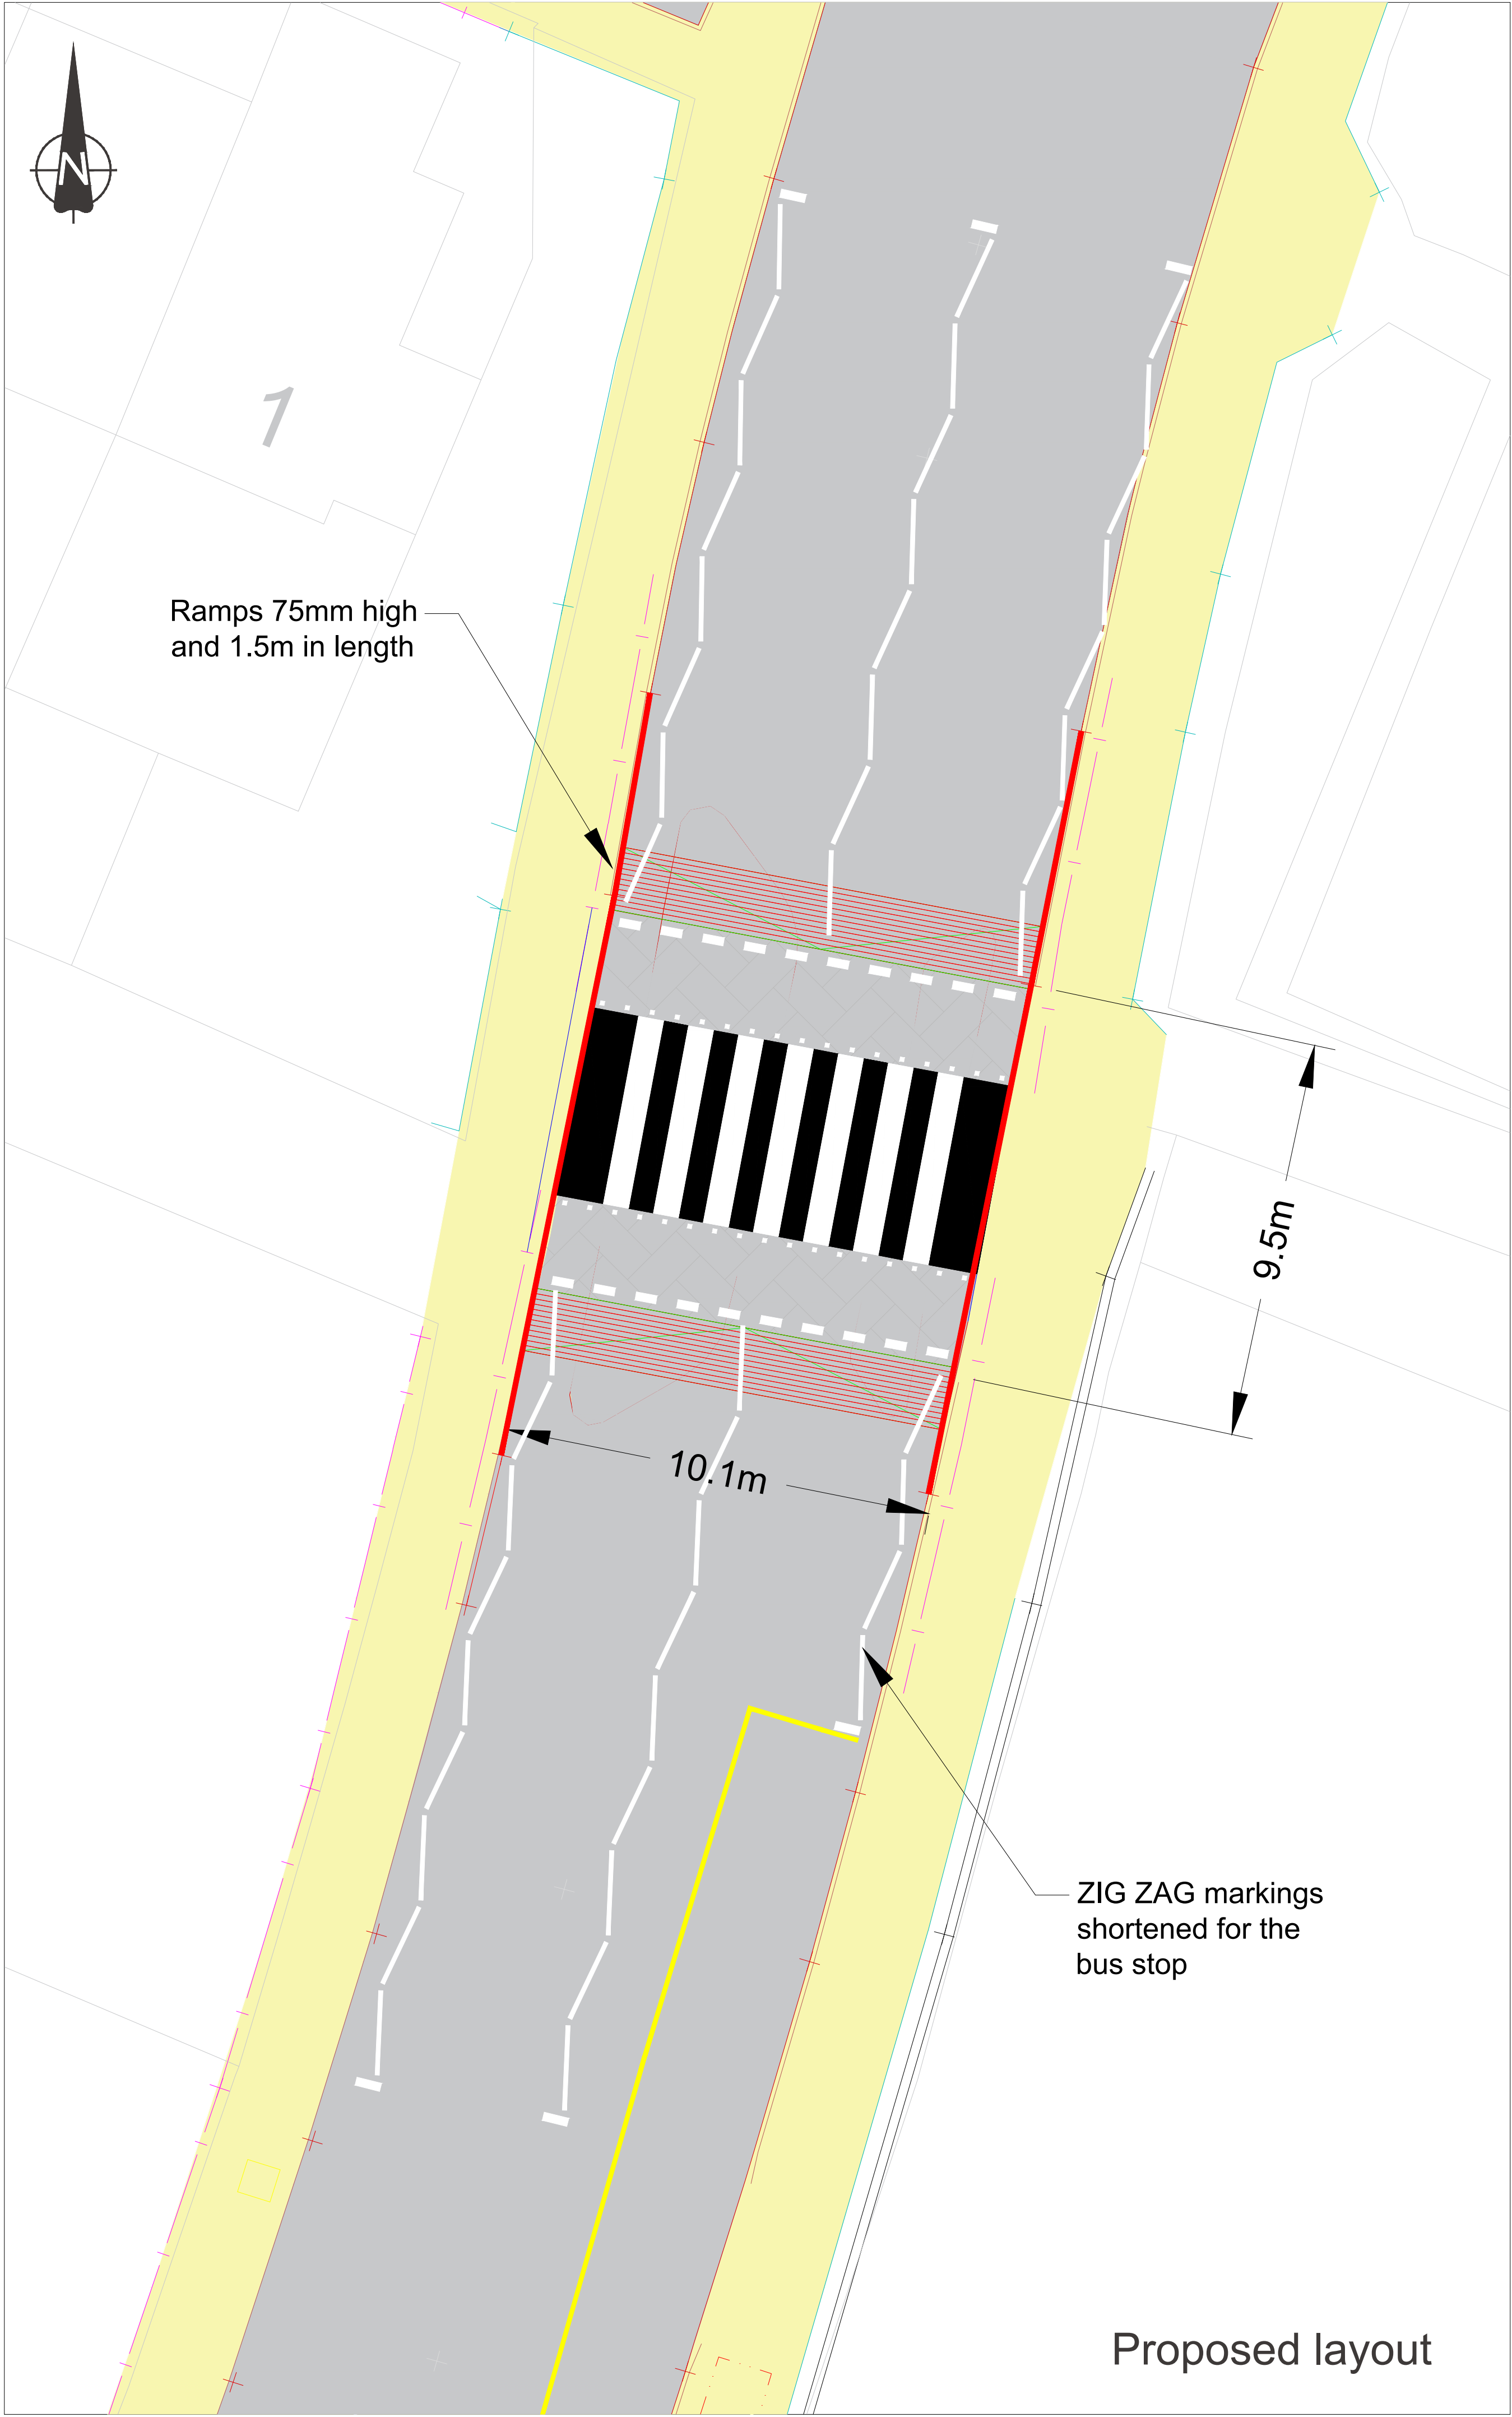 N
1
Ramps 75mm high
and 1.5m in length
9.5m
10.1m
ZIG ZAG markings
shortened for the
bus stop
Proposed layout